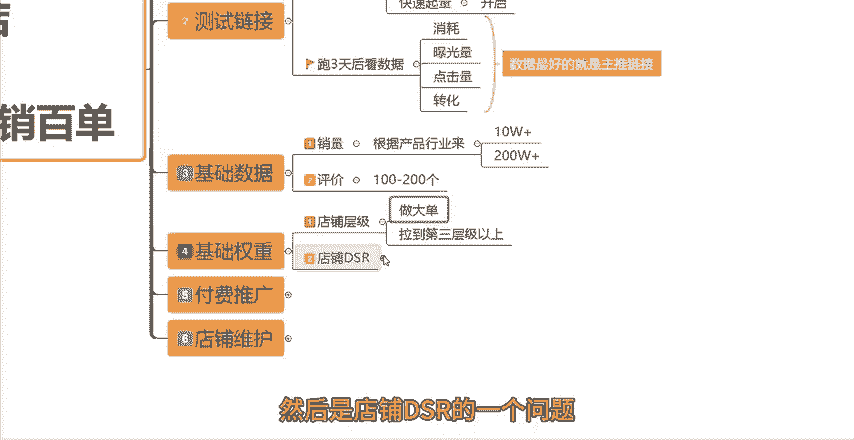 快速起量
开启
2 测试链接
消耗
跑3天后看数据
曝光量
数据最好的就是主推链接
点击量
转化
销百单
1 销量
根据产品行业来
10W+
200W+
3 基础数据
2 评价
100-200个
1 店铺层级
做大单
拉到第三层级以上
4 基础权重
2 店铺DSR
5 付费推广
6 店铺维护
然后是店铺DSR的一个问题